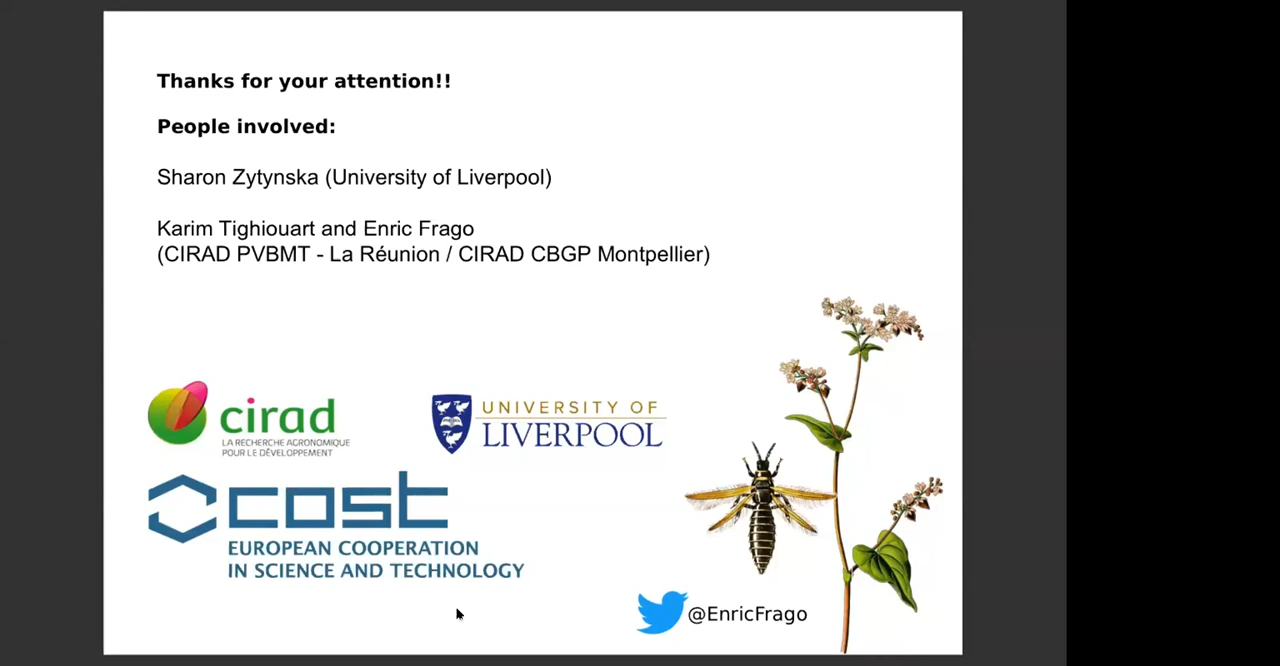 Thanks for your attention!!
People involved:
Sharon Zytynska (University of Liverpool)
Karim Tighiouart and Enric Frago
(CIRAD PVBMT - La Réunion / CIRAD CBGP Montpellier)
cirad
LA RECHERCHE AGRONOMIQUE
POUR LE DÉVELOPPEMENT
UNIVERSITY OF
LIVERPOOL
cost
EUROPEAN COOPERATION
IN SCIENCE AND TECHNOLOGY
@EnricFrago